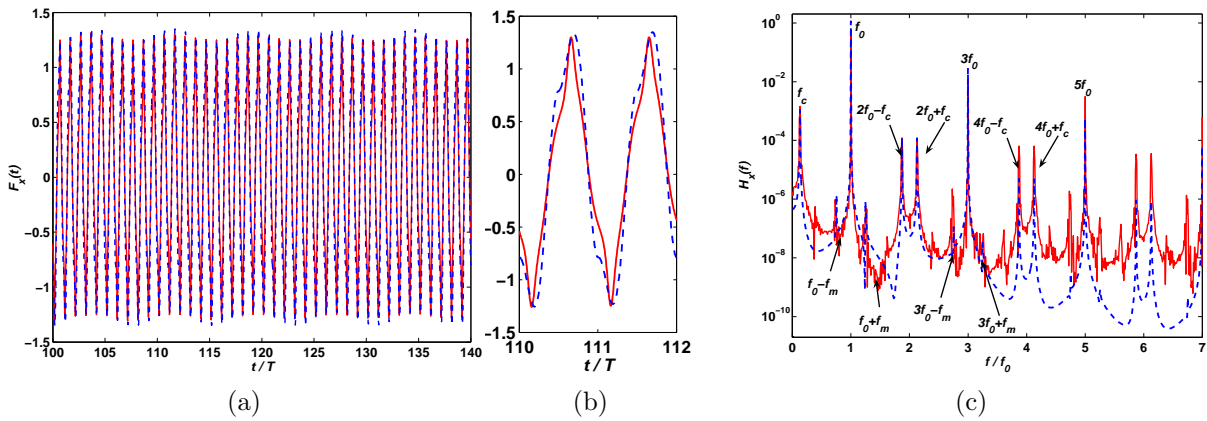 1.5
1
0.5
0
−0.5
−1
−1.5
F_x(t)
100 105 110 115 120 125 130 135 140
t / T
(a)
1.5
1
0.5
0
−0.5
−1
−1.5
110 111 112
t / T
(b)
10^0
10^−2
10^−4
10^−6
10^−8
10^−10
H_x(f)
f_0
3f_0
5f_0
f_c
2f_0−f_c
2f_0+f_c
4f_0−f_c
4f_0+f_c
f_0−f_m
f_0+f_m
3f_0−f_m
3f_0+f_m
0 1 2 3 4 5 6 7
f / f_0
(c)